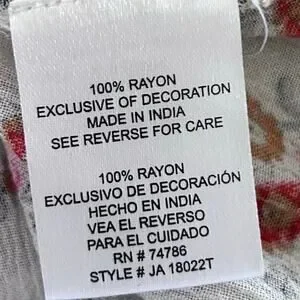 100% RAYON
EXCLUSIVE OF DECORATION
MADE IN INDIA
SEE REVERSE FOR CARE
100% RAYON
EXCLUSIVO DE DECORACIÓN
HECHO EN INDIA
VEA EL REVERSO
PARA EL CUIDADO
RN # 74786
STYLE # JA 18022T